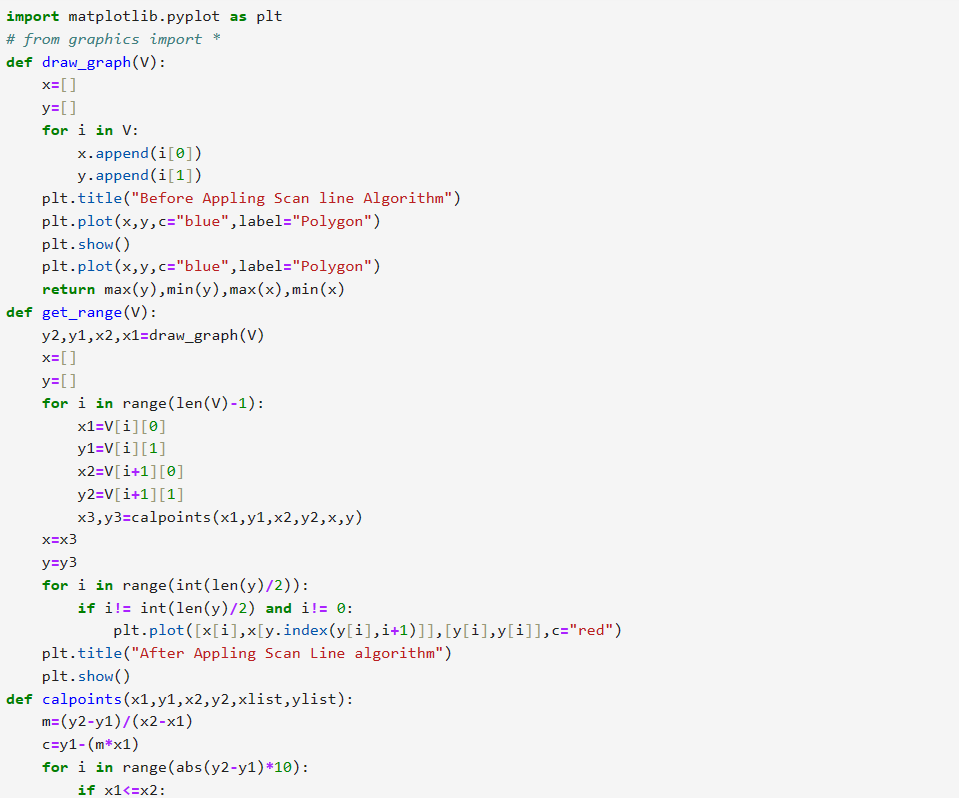 import matplotlib.pyplot as plt
# from graphics import *
def draw_graph(V):
    x=[]
    y=[]
    for i in V:
        x.append(i[0])
        y.append(i[1])
    plt.title("Before Appling Scan line Algorithm")
    plt.plot(x,y,c="blue",label="Polygon")
    plt.show()
    plt.plot(x,y,c="blue",label="Polygon")
    return max(y),min(y),max(x),min(x)
def get_range(V):
    y2,y1,x2,x1=draw_graph(V)
    x=[]
    y=[]
    for i in range(len(V)-1):
        x1=V[i][0]
        y1=V[i][1]
        x2=V[i+1][0]
        y2=V[i+1][1]
        x3,y3=calpoints(x1,y1,x2,y2,x,y)
    x=x3
    y=y3
    for i in range(int(len(y)/2)):
        if i!= int(len(y)/2) and i!= 0:
            plt.plot([x[i],x[y.index(y[i],i+1)]],[y[i],y[i]],c="red")
    plt.title("After Appling Scan Line algorithm")
    plt.show()
def calpoints(x1,y1,x2,y2,xlist,ylist):
    m=(y2-y1)/(x2-x1)
    c=y1-(m*x1)
    for i in range(abs(y2-y1)*10):
        if x1<=x2: